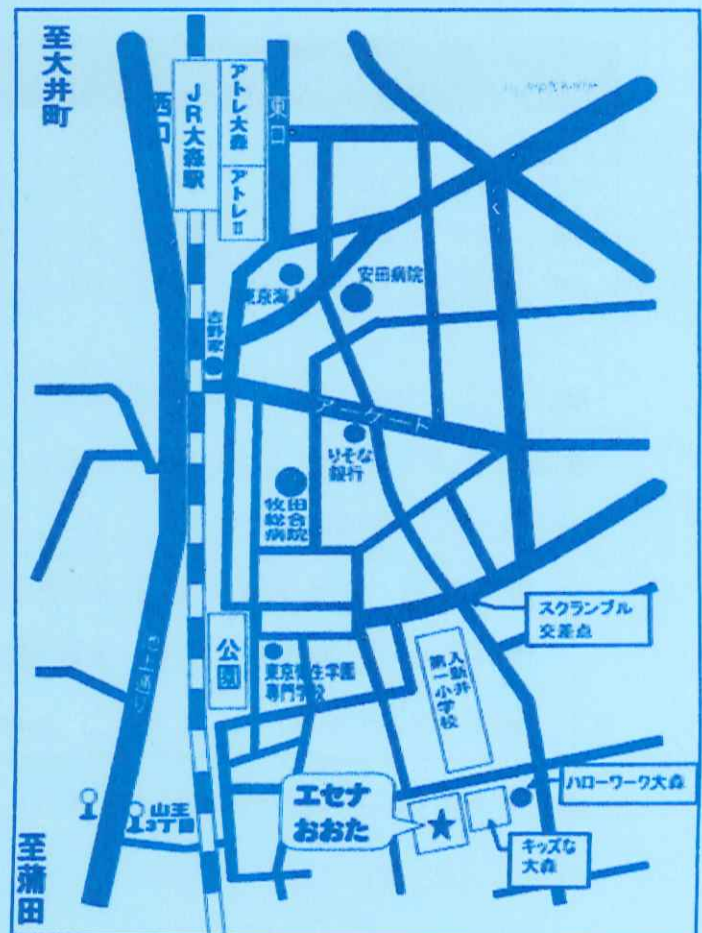 至大井町
JR大森駅
アトレ大森
アトレⅡ
東口
西口
東京海上
安田病院
吉野家
アーケード
りそな
銀行
牧田
総合
病院
スクランブル
交差点
公園
東京衛生学園
専門学校
入新井
第一小学校
ハローワーク大森
エセナ
おおた
キッズな
大森
山王
3丁目
至蒲田